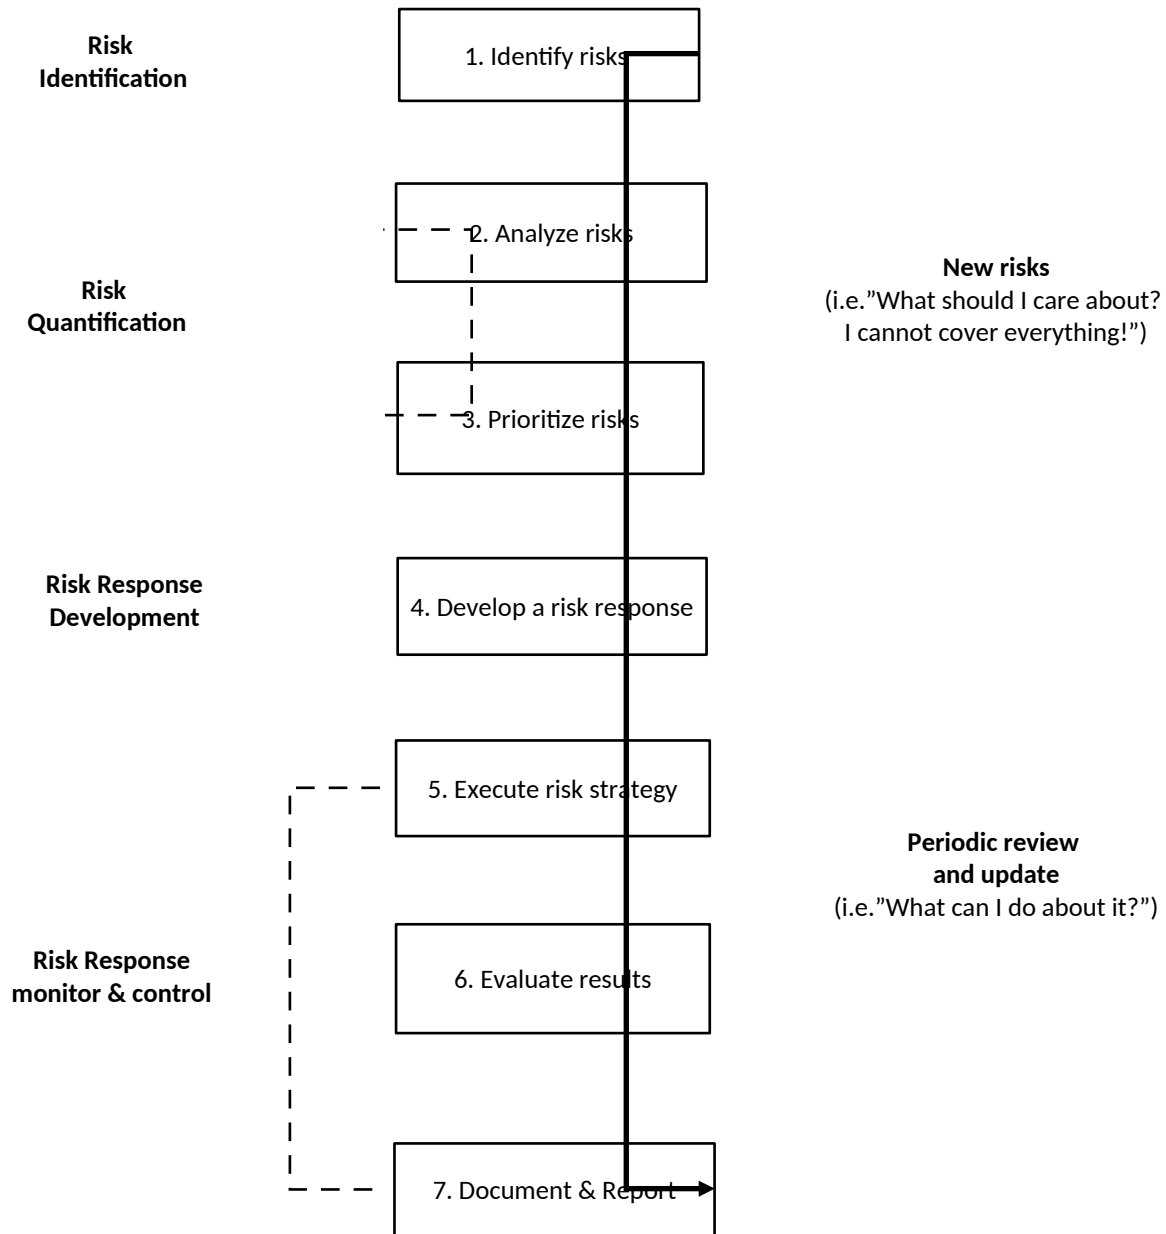 Risk
Identification
1. Identify risks
2. Analyze risks
Risk
Quantification
New risks
(i.e.”What should I care about?
I cannot cover everything!”)
3. Prioritize risks
Risk Response
Development
4. Develop a risk response
5. Execute risk strategy
Periodic review
and update
(i.e.”What can I do about it?”)
Risk Response
monitor & control
6. Evaluate results
7. Document & Report